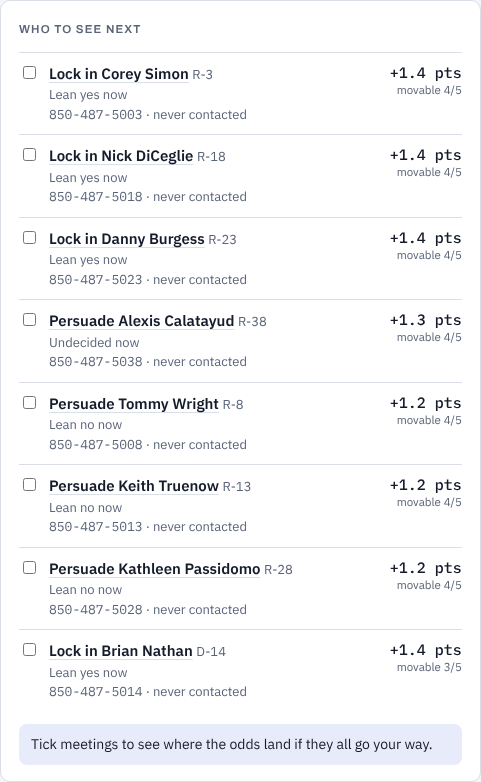 WHO TO SEE NEXT
Lock in Corey Simon R-3 +1.4 pts
Lean yes now movable 4/5
850-487-5003 · never contacted
Lock in Nick DiCeglie R-18 +1.4 pts
Lean yes now movable 4/5
850-487-5018 · never contacted
Lock in Danny Burgess R-23 +1.4 pts
Lean yes now movable 4/5
850-487-5023 · never contacted
Persuade Alexis Calatayud R-38 +1.3 pts
Undecided now movable 4/5
850-487-5038 · never contacted
Persuade Tommy Wright R-8 +1.2 pts
Lean no now movable 4/5
850-487-5008 · never contacted
Persuade Keith Truenow R-13 +1.2 pts
Lean no now movable 4/5
850-487-5013 · never contacted
Persuade Kathleen Passidomo R-28 +1.2 pts
Lean no now movable 4/5
850-487-5028 · never contacted
Lock in Brian Nathan D-14 +1.4 pts
Lean yes now movable 3/5
850-487-5014 · never contacted
Tick meetings to see where the odds land if they all go your way.